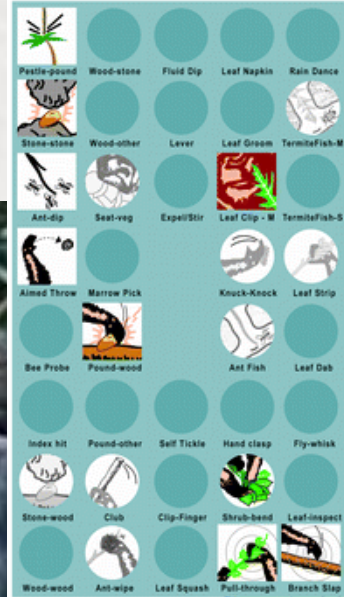 Pestle-pound Wood-stone Fluid Dip Leaf Napkin Rain Dance
Stone-stone Wood-other Lever Leaf Groom TermiteFish-M
Ant-dip Seat-veg Expel/Stir Leaf Clip - M TermiteFish-S
Aimed Throw Marrow Pick Knuck-Knock Leaf Strip
Bee Probe Pound-wood Ant Fish Leaf Dab
Index hit Pound-other Self Tickle Hand clasp Fly-whisk
Stone-wood Club Clip-Finger Shrub-bend Leaf-inspect
Wood-wood Ant-wipe Leaf Squash Pull-through Branch Slap